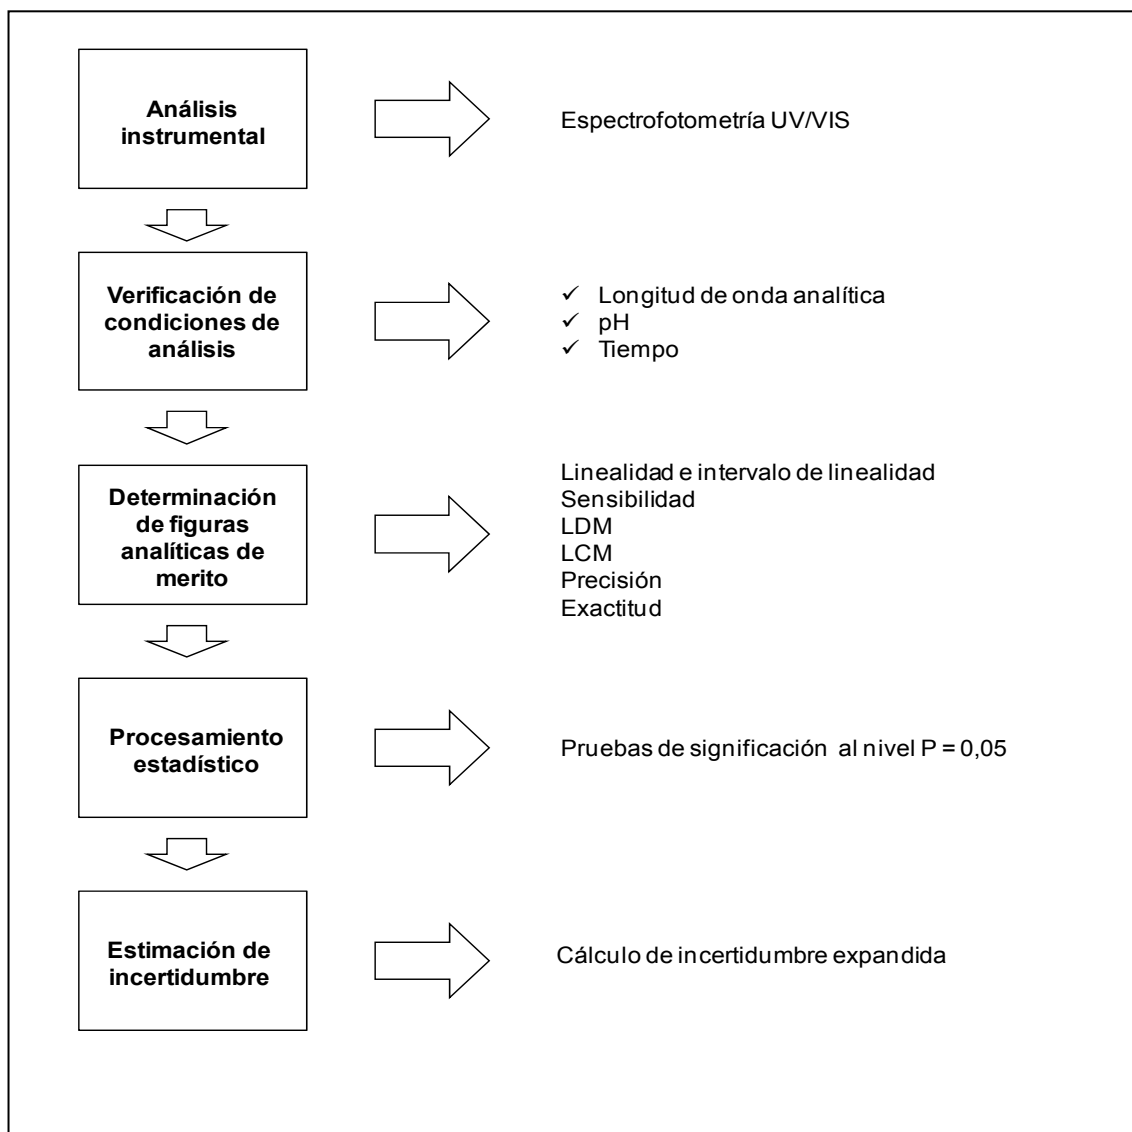 Análisis
instrumental
Espectrofotometría UV/VIS
Verificación de
condiciones de
análisis
✓ Longitud de onda analítica
✓ pH
✓ Tiempo
Determinación
de figuras
analíticas de
merito
Linealidad e intervalo de linealidad
Sensibilidad
LDM
LCM
Precisión
Exactitud
Procesamiento
estadístico
Pruebas de significación al nivel P = 0,05
Estimación de
incertidumbre
Cálculo de incertidumbre expandida